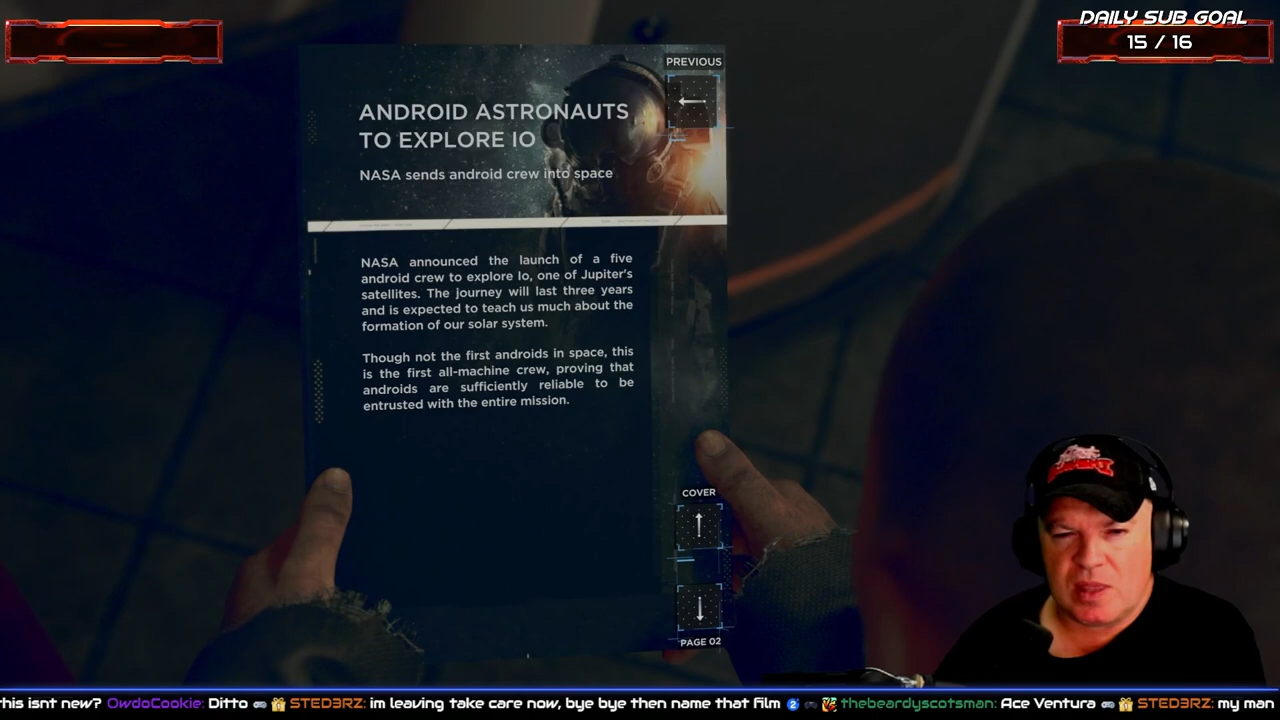 DAILY SUB GOAL
15 / 16
PREVIOUS
ANDROID ASTRONAUTS
TO EXPLORE IO
NASA sends android crew into space
NASA announced the launch of a five
android crew to explore Io, one of Jupiter's
satellites. The journey will last three years
and is expected to teach us much about the
formation of our solar system.
Though not the first androids in space, this
is the first all-machine crew, proving that
androids are sufficiently reliable to be
entrusted with the entire mission.
COVER
PAGE 02
this isnt new? OwdoCookie: Ditto STED3RZ: im leaving take care now, bye bye then name that film 2 thebeardyscotsman: Ace Ventura STED3RZ: my man